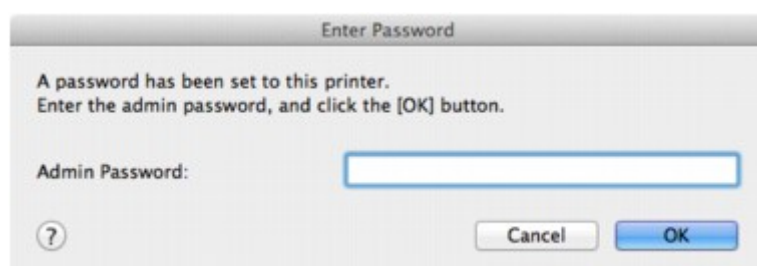 Enter Password
A password has been set to this printer.
Enter the admin password, and click the [OK] button.
Admin Password:
? Cancel OK